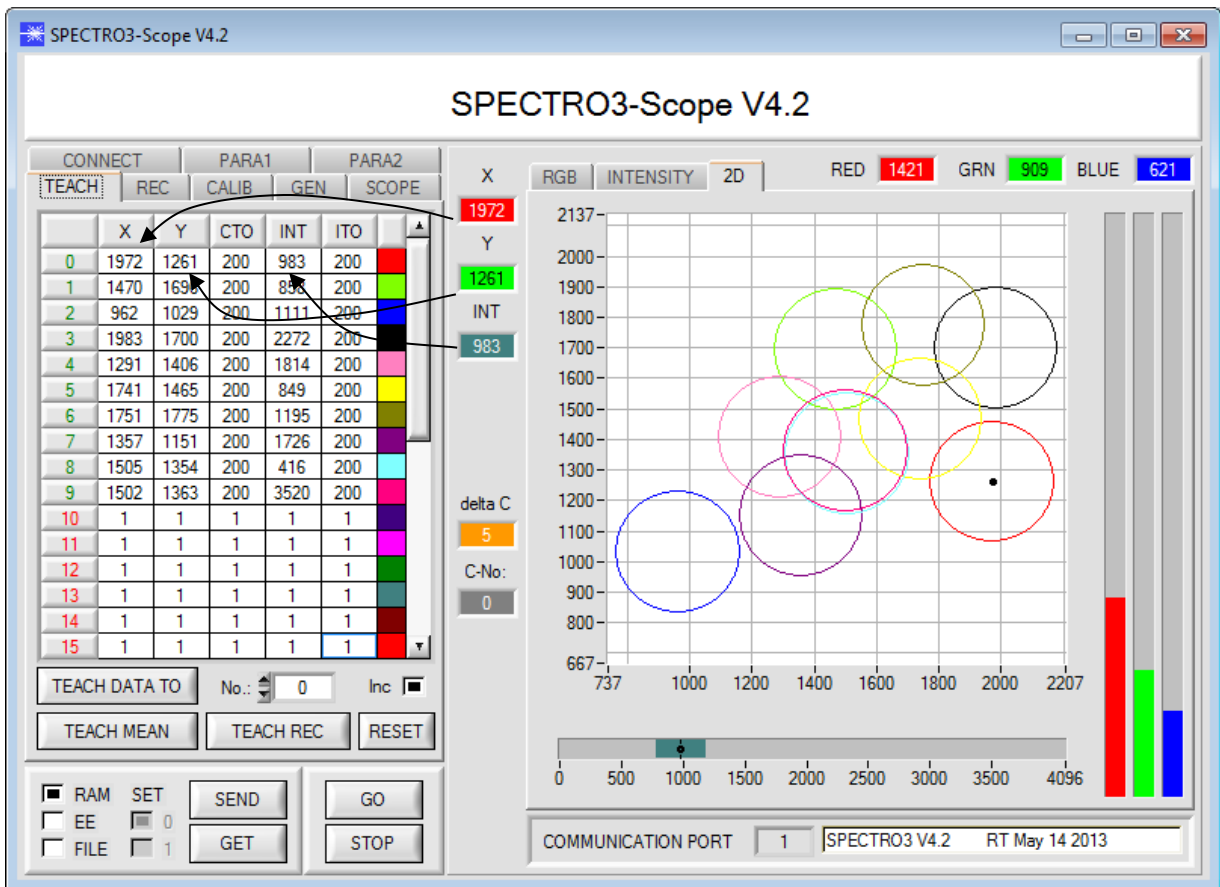 SPECTRO3-Scope V4.2
SPECTRO3-Scope V4.2
CONNECT PARA1 PARA2
TEACH REC CALIB GEN SCOPE
X Y CTO INT ITO
0 1972 1261 200 983 200
1 1470 200 200
2 962 1029 200 1111 200
3 1983 1700 200 2272 200
4 1291 1406 200 1814 200
5 1741 1465 200 849 200
6 1751 1775 200 1195 200
7 1357 1151 200 1726 200
8 1505 1354 200 416 200
9 1502 1363 200 3520 200
10 1 1 1 1 1
11 1 1 1 1 1
12 1 1 1 1 1
13 1 1 1 1 1
14 1 1 1 1 1
15 1 1 1 1 1
TEACH DATA TO No.: 0 Inc
TEACH MEAN TEACH REC RESET
RAM SET SEND GO
EE 0
FILE 1 GET STOP
X
1972
Y
1261
INT
983
delta C
5
C-No:
0
RGB INTENSITY 2D RED 1421 GRN 909 BLUE 621
2137
2000
1900
1800
1700
1600
1500
1400
1300
1200
1100
1000
900
800
667
737 1000 1200 1400 1600 1800 2000 2207
0 500 1000 1500 2000 2500 3000 3500 4096
COMMUNICATION PORT 1 SPECTRO3 V4.2 RT May 14 2013